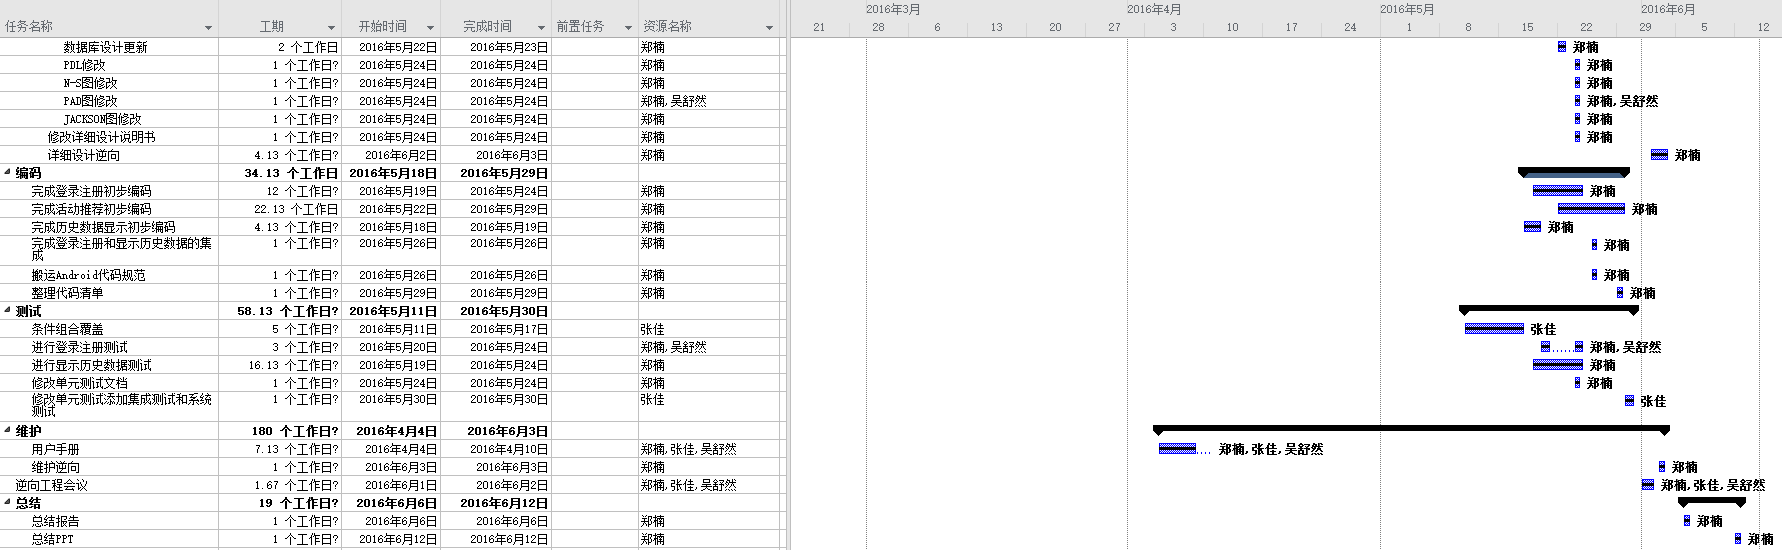 2016年3月 2016年4月 2016年5月 2016年6月
任务名称 工期 开始时间 完成时间 前置任务 资源名称 21 28 6 13 20 27 3 10 17 24 1 8 15 22 29 5 12
数据库设计更新 2 个工作日 2016年5月22日 2016年5月23日 郑楠 郑楠
PDL修改 1 个工作日? 2016年5月24日 2016年5月24日 郑楠 郑楠
N-S图修改 1 个工作日? 2016年5月24日 2016年5月24日 郑楠 郑楠
PAD图修改 1 个工作日? 2016年5月24日 2016年5月24日 郑楠,吴舒然 郑楠,吴舒然
JACKSON图修改 1 个工作日? 2016年5月24日 2016年5月24日 郑楠 郑楠
修改详细设计说明书 1 个工作日? 2016年5月24日 2016年5月24日 郑楠 郑楠
详细设计逆向 4.13 个工作日? 2016年6月2日 2016年6月3日 郑楠 郑楠
编码 34.13 个工作日 2016年5月18日 2016年5月29日
完成登录注册初步编码 12 个工作日? 2016年5月19日 2016年5月24日 郑楠 郑楠
完成活动推荐初步编码 22.13 个工作日 2016年5月22日 2016年5月29日 郑楠 郑楠
完成历史数据显示初步编码 4.13 个工作日? 2016年5月18日 2016年5月19日 郑楠 郑楠
完成登录注册和显示历史数据的集 1 个工作日? 2016年5月26日 2016年5月26日 郑楠 郑楠
成
搬运Android代码规范 1 个工作日? 2016年5月26日 2016年5月26日 郑楠 郑楠
整理代码清单 1 个工作日? 2016年5月29日 2016年5月29日 郑楠 郑楠
测试 58.13 个工作日? 2016年5月11日 2016年5月30日
条件组合覆盖 5 个工作日? 2016年5月11日 2016年5月17日 张佳 张佳
进行登录注册测试 3 个工作日? 2016年5月20日 2016年5月24日 郑楠,吴舒然 郑楠,吴舒然
进行显示历史数据测试 16.13 个工作日? 2016年5月19日 2016年5月24日 郑楠 郑楠
修改单元测试文档 1 个工作日? 2016年5月24日 2016年5月24日 郑楠 郑楠
修改单元测试添加集成测试和系统 1 个工作日? 2016年5月30日 2016年5月30日 张佳 张佳
测试
维护 180 个工作日? 2016年4月4日 2016年6月3日
用户手册 7.13 个工作日? 2016年4月4日 2016年4月10日 郑楠,张佳,吴舒然 郑楠,张佳,吴舒然
维护逆向 1 个工作日? 2016年6月3日 2016年6月3日 郑楠 郑楠
逆向工程会议 1.67 个工作日? 2016年6月1日 2016年6月2日 郑楠,张佳,吴舒然 郑楠,张佳,吴舒然
总结 19 个工作日? 2016年6月6日 2016年6月12日
总结报告 1 个工作日? 2016年6月6日 2016年6月6日 郑楠 郑楠
总结PPT 1 个工作日? 2016年6月12日 2016年6月12日 郑楠 郑楠